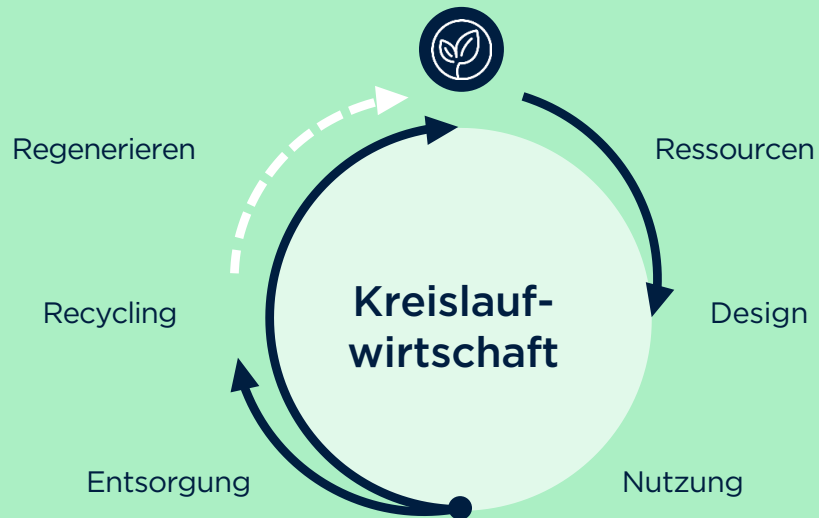 Regenerieren
Ressourcen
Recycling
Kreislauf-
wirtschaft
Design
Entsorgung
Nutzung